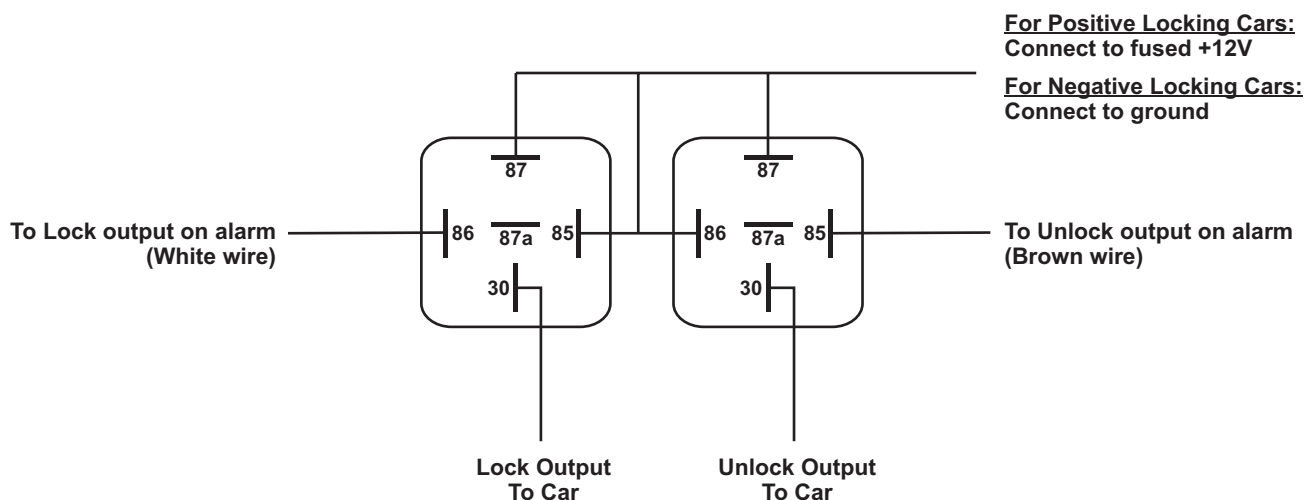 For Positive Locking Cars:
Connect to fused +12V
For Negative Locking Cars:
Connect to ground
87
87
To Lock output on alarm
(White wire)
86
87a
85
86
87a
85
To Unlock output on alarm
(Brown wire)
30
30
Lock Output
To Car
Unlock Output
To Car